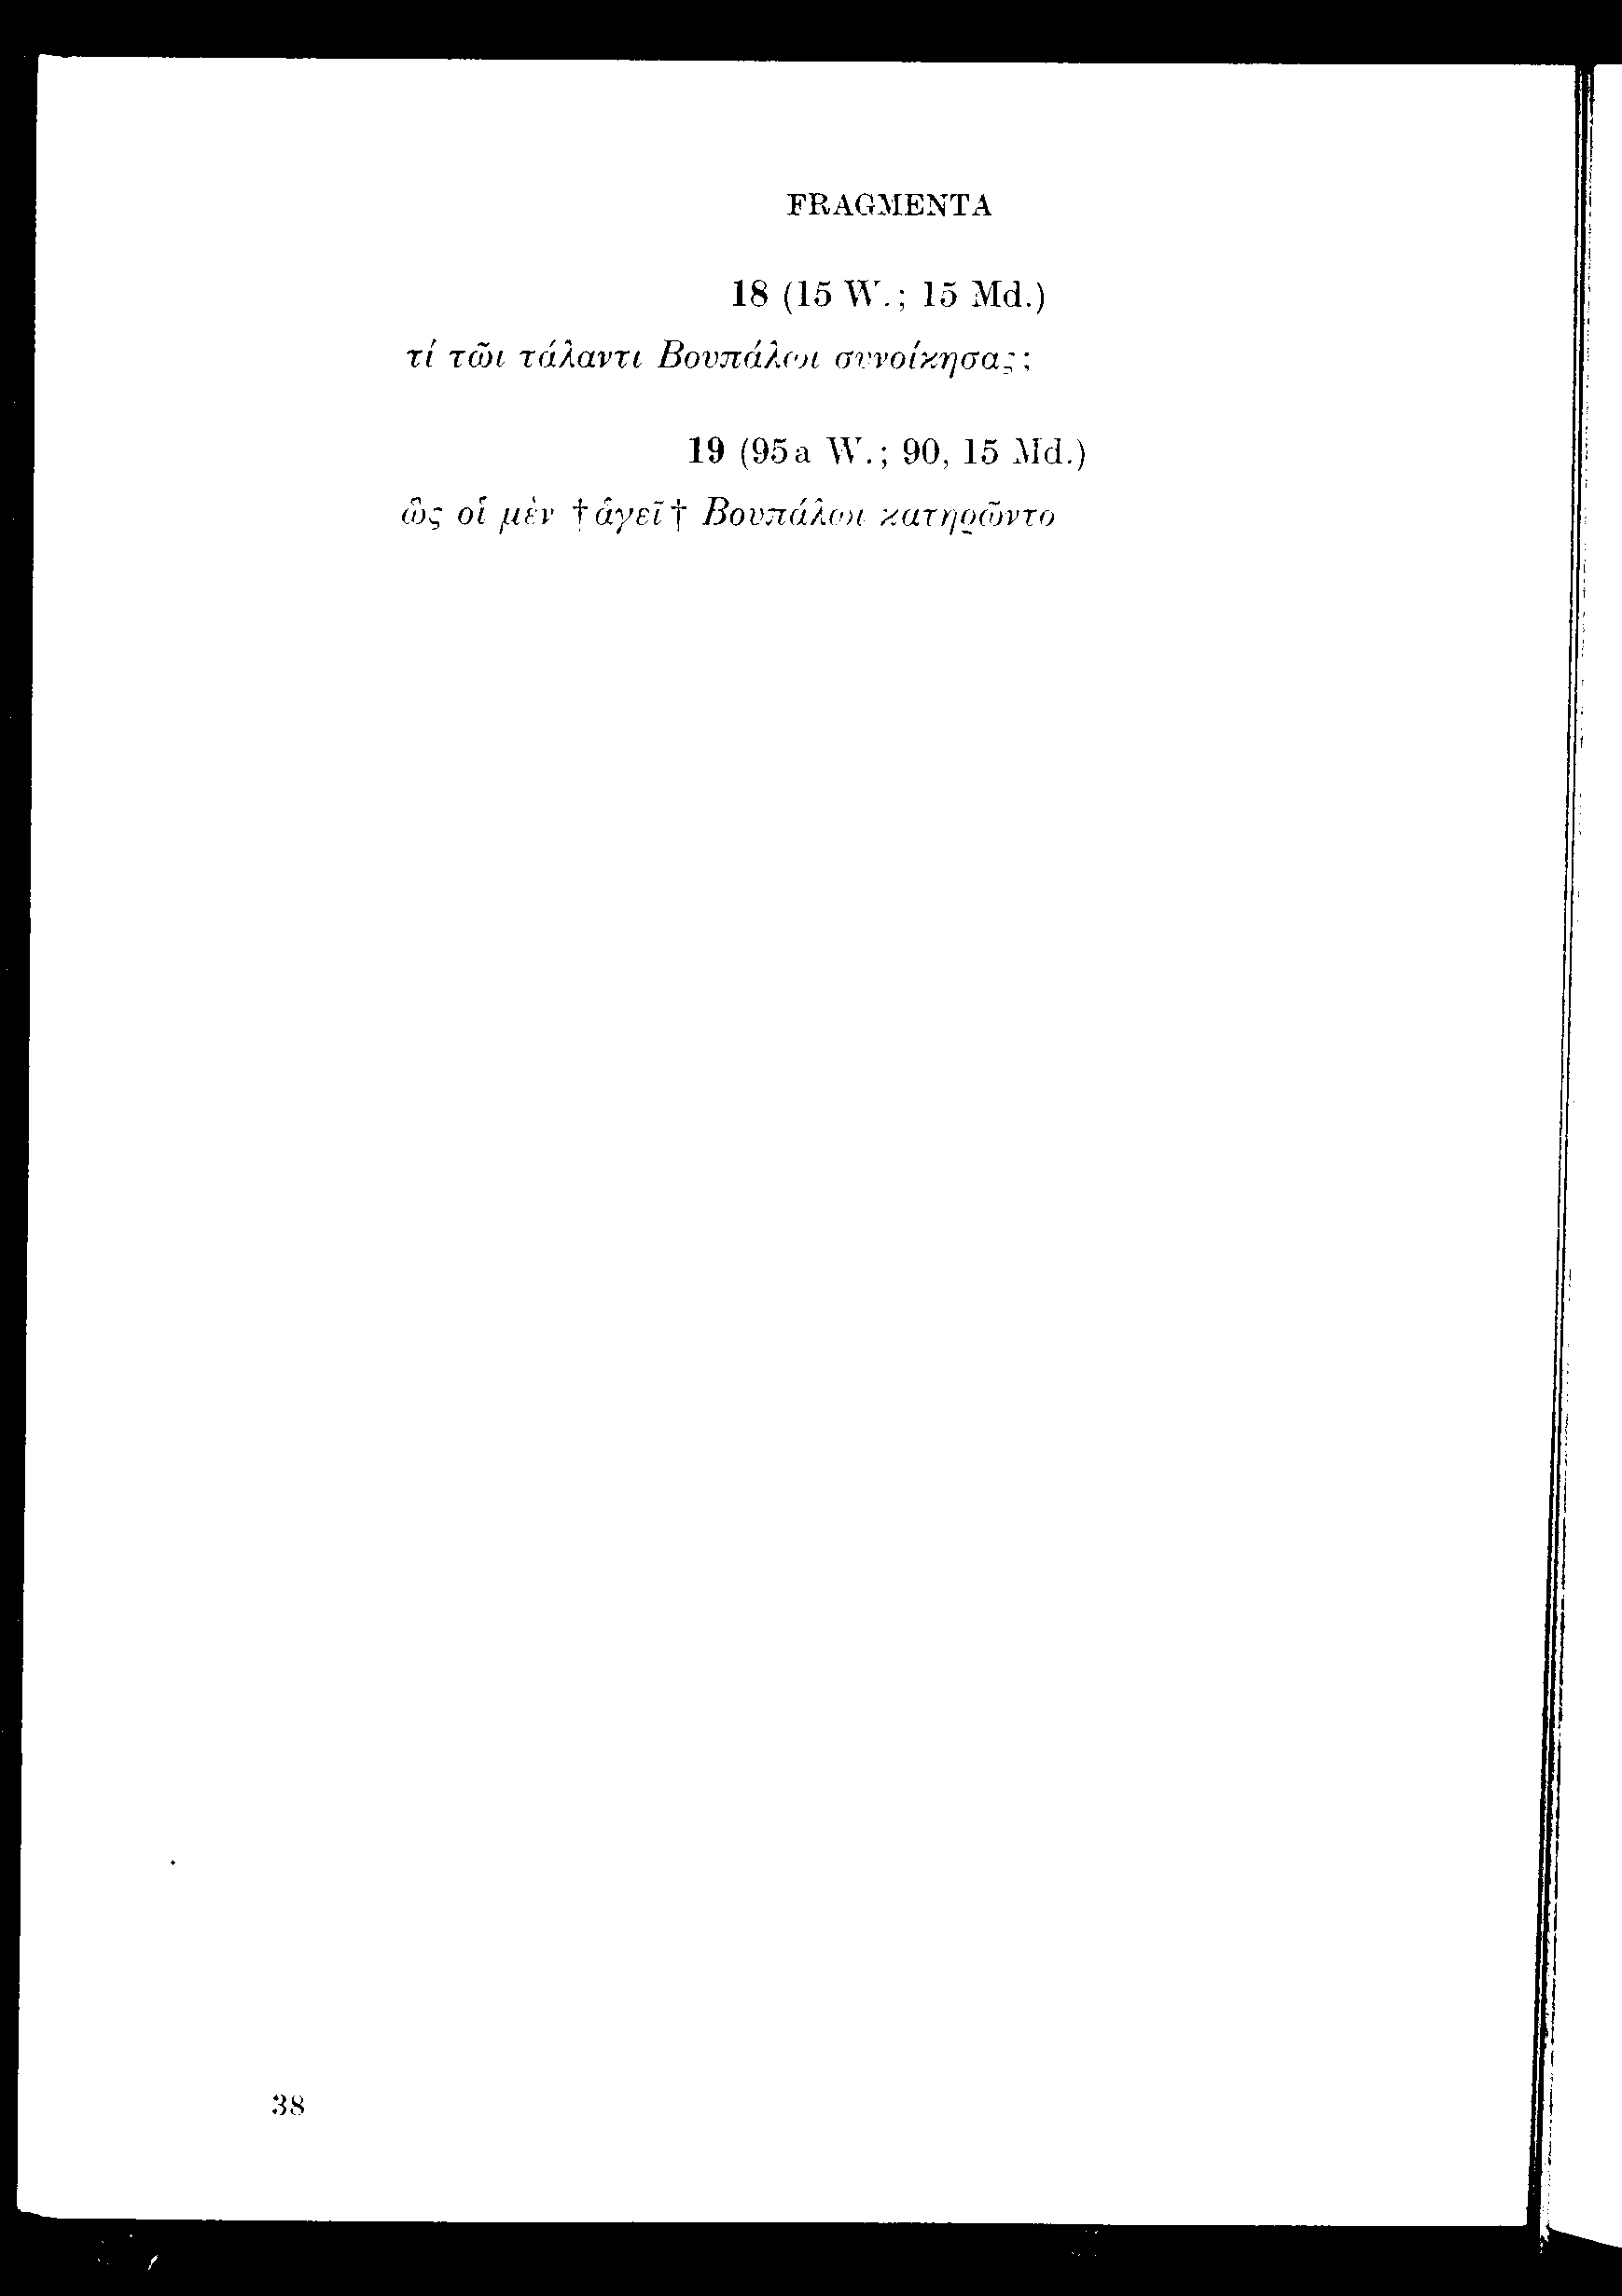 FRAGMENTA
18 (15 W.; 15 Md.)
τί τῶι τάλαντι Βουπάλωι συνοίκησας;
19 (95a W.; 90, 15 Md.)
ὣς οἱ μὲν †ἀγεῖ† Βουπάλωι κατηρῶντο
38